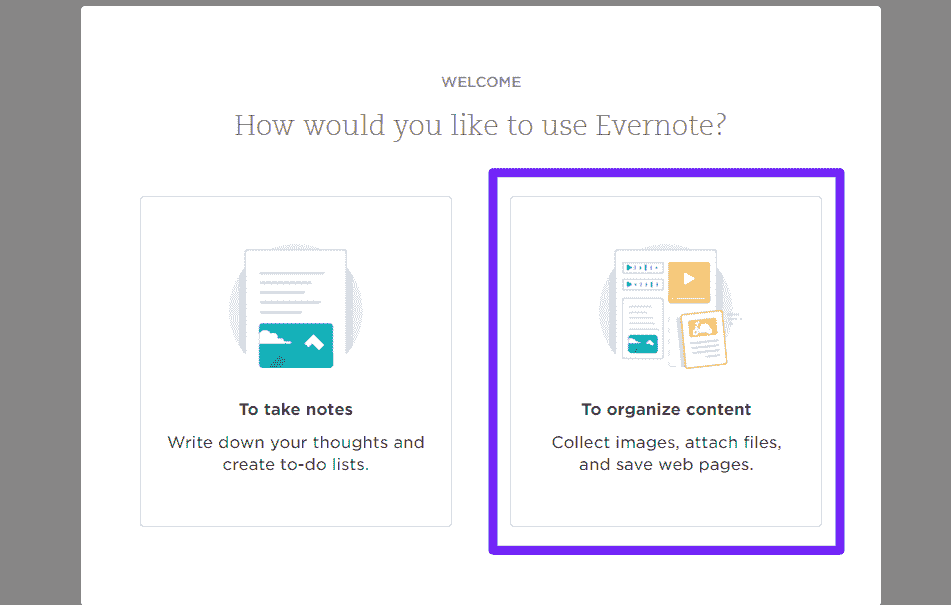 WELCOME
How would you like to use Evernote?
To take notes
Write down your thoughts and
create to-do lists.
To organize content
Collect images, attach files,
and save web pages.